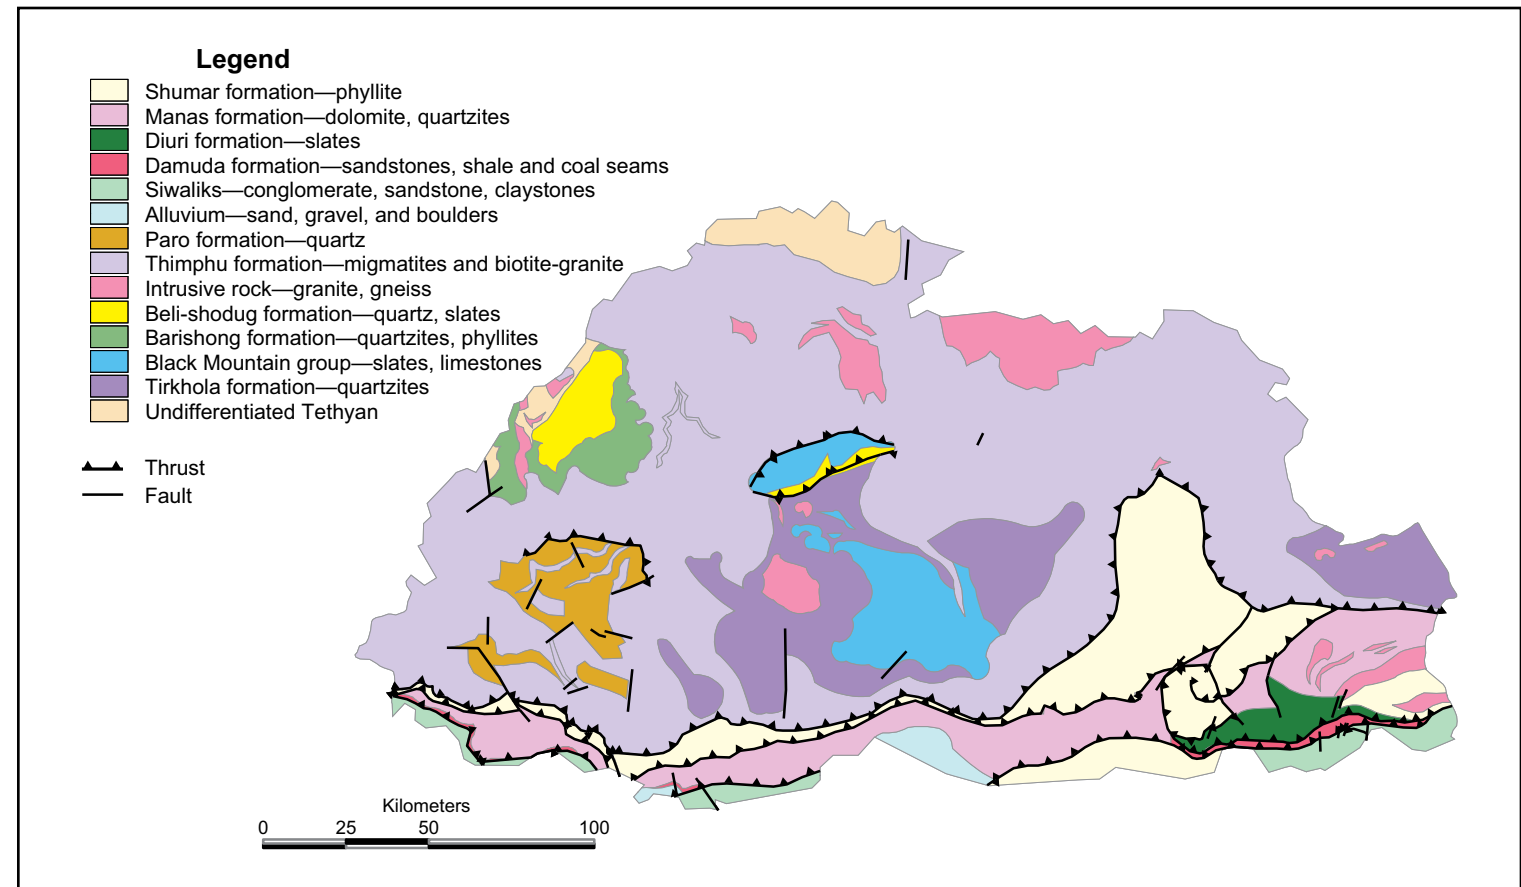 Legend
Shumar formation—phyllite
Manas formation—dolomite, quartzites
Diuri formation—slates
Damuda formation—sandstones, shale and coal seams
Siwaliks—conglomerate, sandstone, claystones
Alluvium—sand, gravel, and boulders
Paro formation—quartz
Thimphu formation—migmatites and biotite-granite
Intrusive rock—granite, gneiss
Beli-shodug formation—quartz, slates
Barishong formation—quartzites, phyllites
Black Mountain group—slates, limestones
Tirkhola formation—quartzites
Undifferentiated Tethyan
Thrust
Fault
Kilometers
0 25 50 100